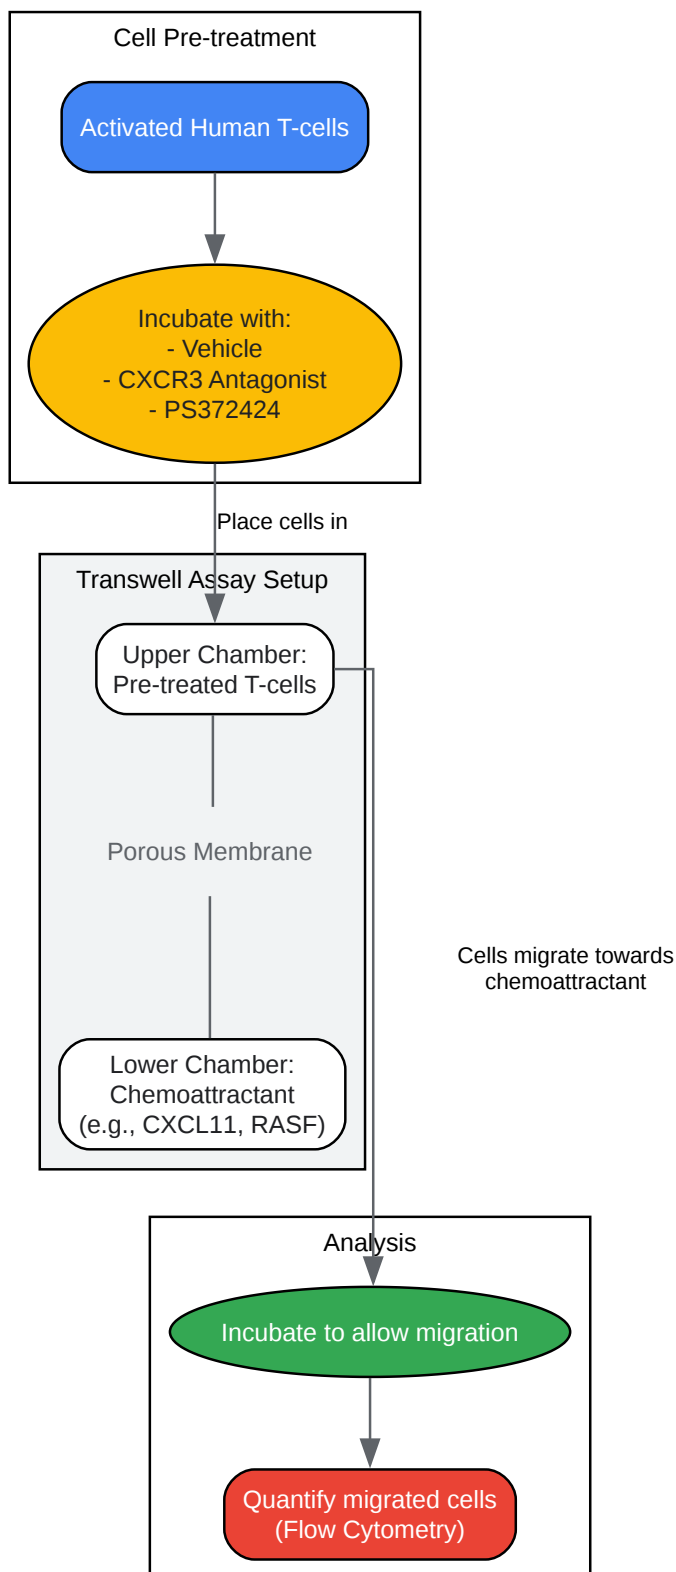 Cell Pre-treatment
Activated Human T-cells
Incubate with:
- Vehicle
- CXCR3 Antagonist
- PS372424
Place cells in
Transwell Assay Setup
Upper Chamber:
Pre-treated T-cells
Porous Membrane
Cells migrate towards
chemoattractant
Lower Chamber:
Chemoattractant
(e.g., CXCL11, RASF)
Analysis
Incubate to allow migration
Quantify migrated cells
(Flow Cytometry)